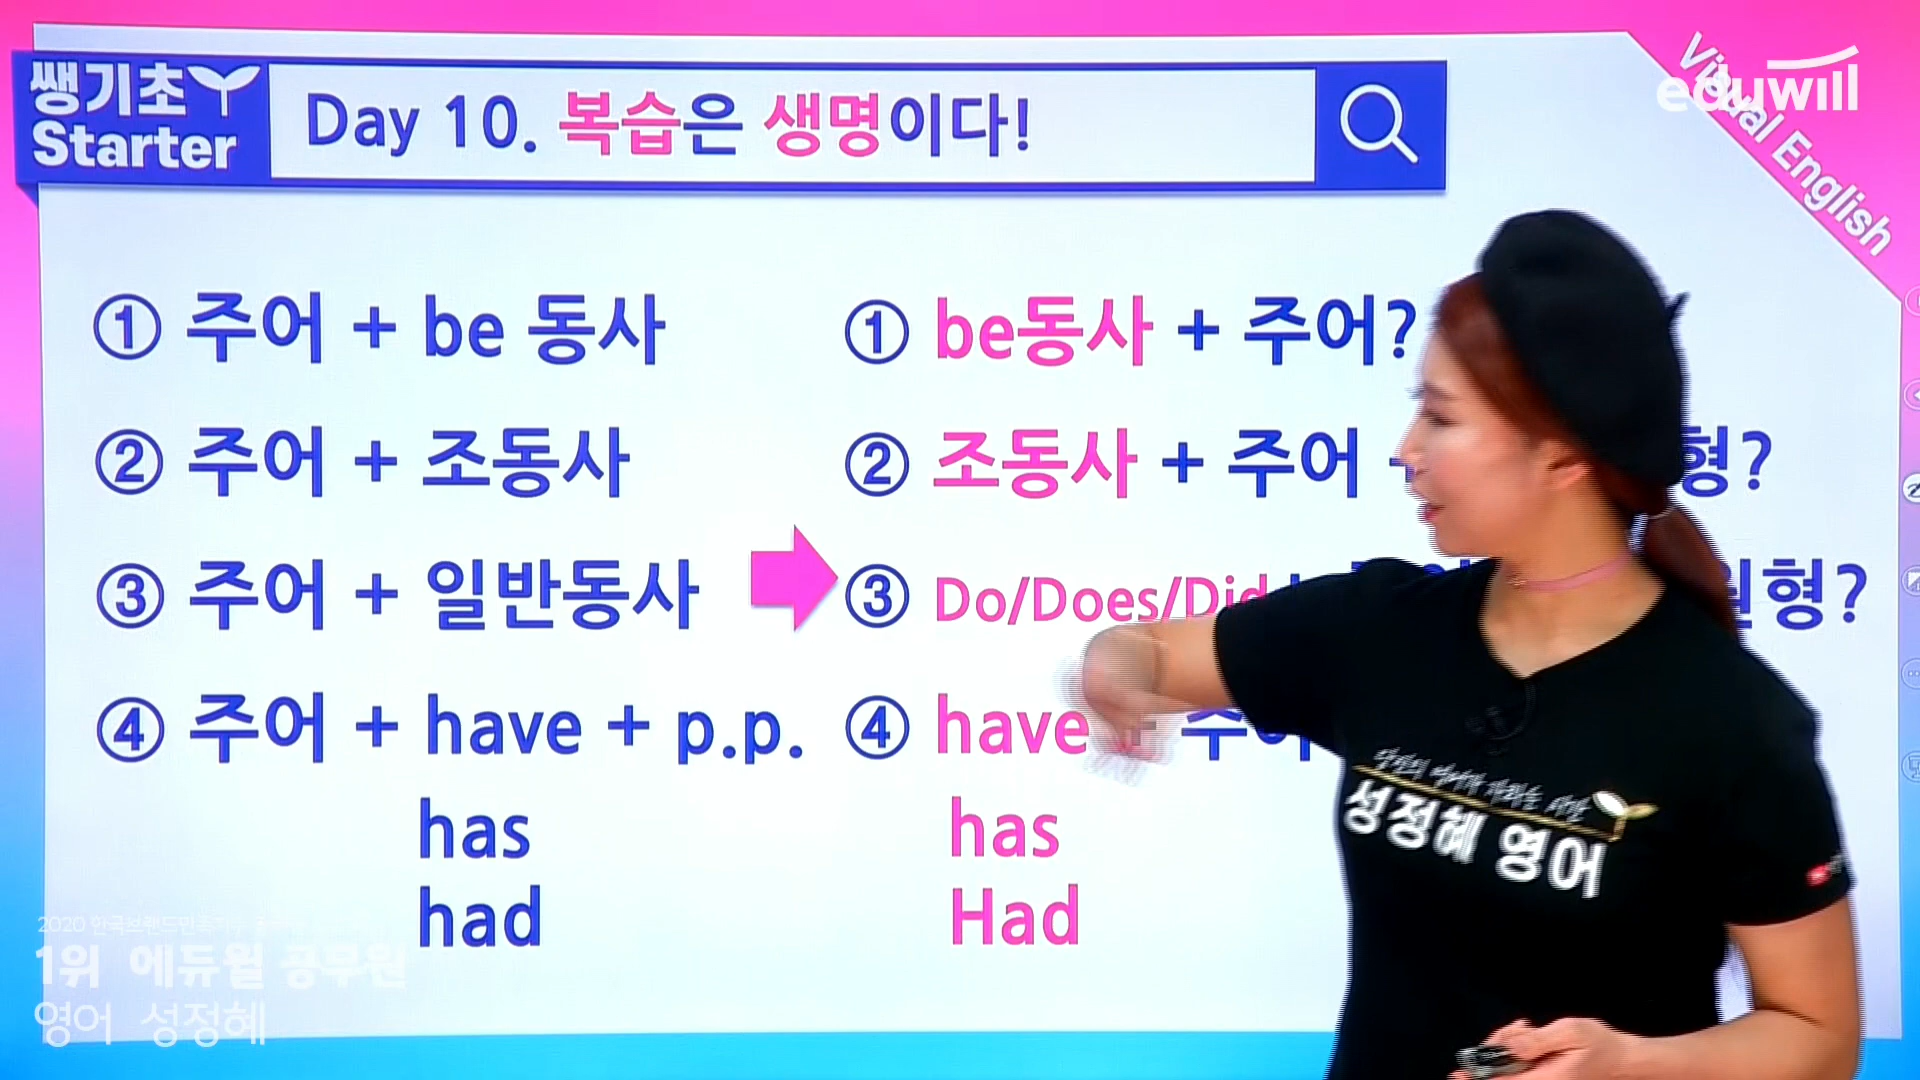 쌩기초
Starter
Day 10. 복습은 생명이다!
eduwill
Visual English
① 주어 + be 동사
① be동사 + 주어?
② 주어 + 조동사
② 조동사 + 주어 + 형?
③ 주어 + 일반동사
③ Do/Does/Did 원형?
④ 주어 + have + p.p.
④ have + 주어
has
has
had
Had
성정혜 영어
1위 에듀윌 공무원
영어 성정혜